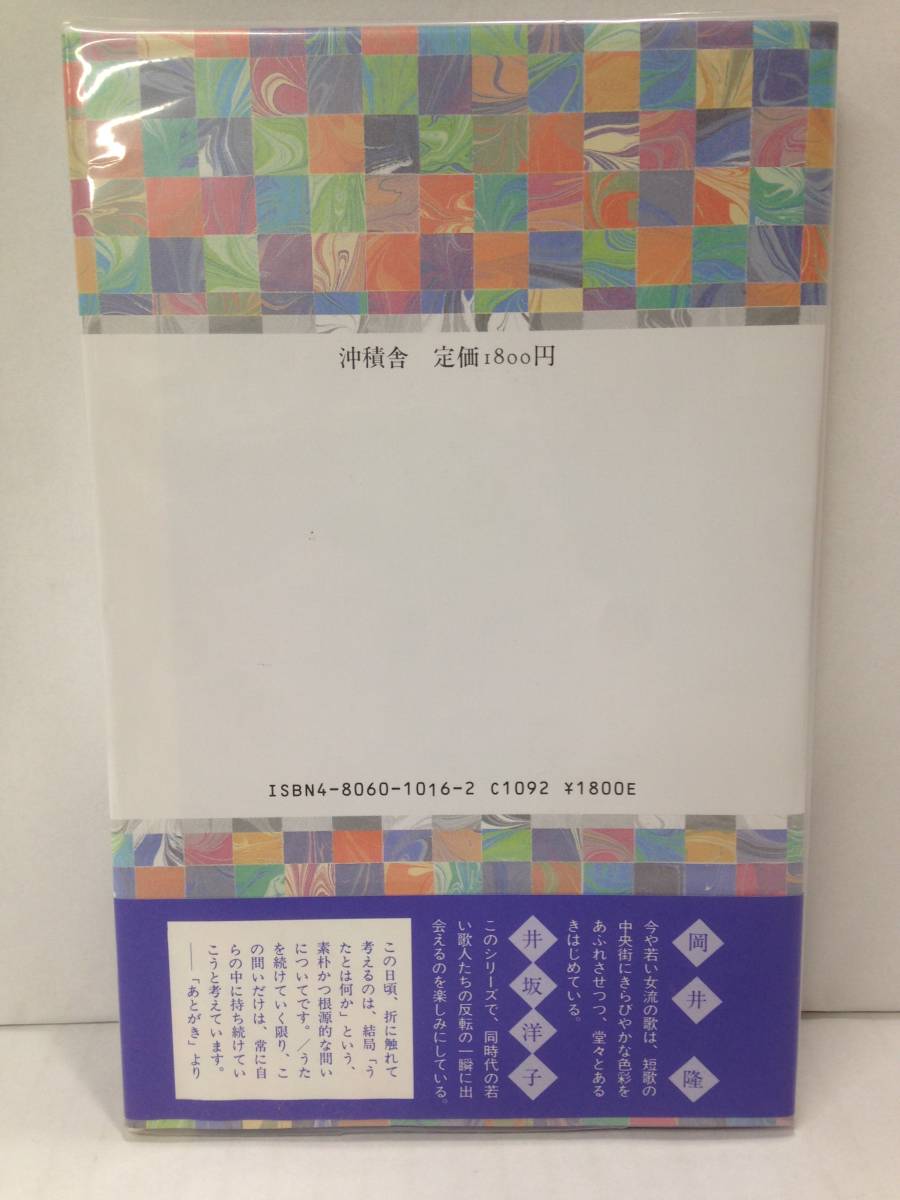 沖積舎　定価1800円
ISBN4-8060-1016-2 C1092 ¥1800E
岡井　隆
今や若い女流の歌は、短歌の
中央街にきらびやかな色彩を
あふれさせつつ、堂々とある
きはじめている。
井坂洋子
このシリーズで、同時代の若
い歌人たちの反転の一瞬に出
会えるのを楽しみにしている。
この日頃、折に触れて
考えるのは、結局「う
たとは何か」という、
素朴かつ根源的な問い
についてです。／うた
を続けていく限り、こ
の問いだけは、常に自
らの中に持ち続けてい
こうと考えています。
──「あとがき」より